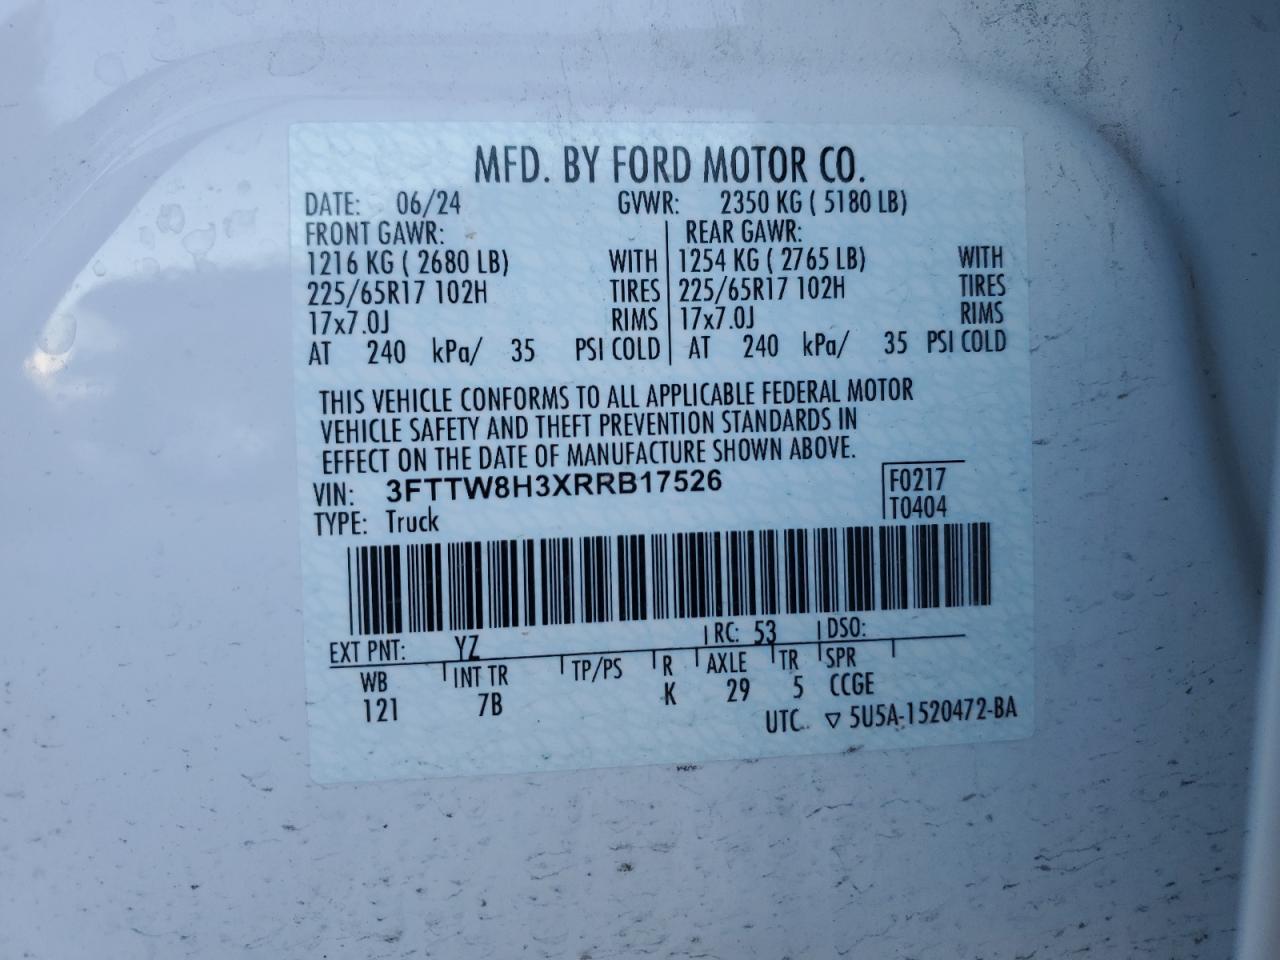 MFD. BY FORD MOTOR CO.
DATE: 06/24 GVWR: 2350 KG ( 5180 LB)
FRONT GAWR: REAR GAWR:
1216 KG ( 2680 LB) WITH 1254 KG ( 2765 LB) WITH
225/65R17 102H TIRES 225/65R17 102H TIRES
17x7.0J RIMS 17x7.0J RIMS
AT 240 kPa/ 35 PSI COLD AT 240 kPa/ 35 PSI COLD
THIS VEHICLE CONFORMS TO ALL APPLICABLE FEDERAL MOTOR
VEHICLE SAFETY AND THEFT PREVENTION STANDARDS IN
EFFECT ON THE DATE OF MANUFACTURE SHOWN ABOVE.
VIN: 3FTTW8H3XRRB17526 F0217
TYPE: Truck T0404
EXT PNT: YZ RC: 53 DSO:
WB INT TR TP/PS R AXLE TR SPR
121 7B K 29 5 CCGE
UTC ▽ 5U5A-1520472-BA